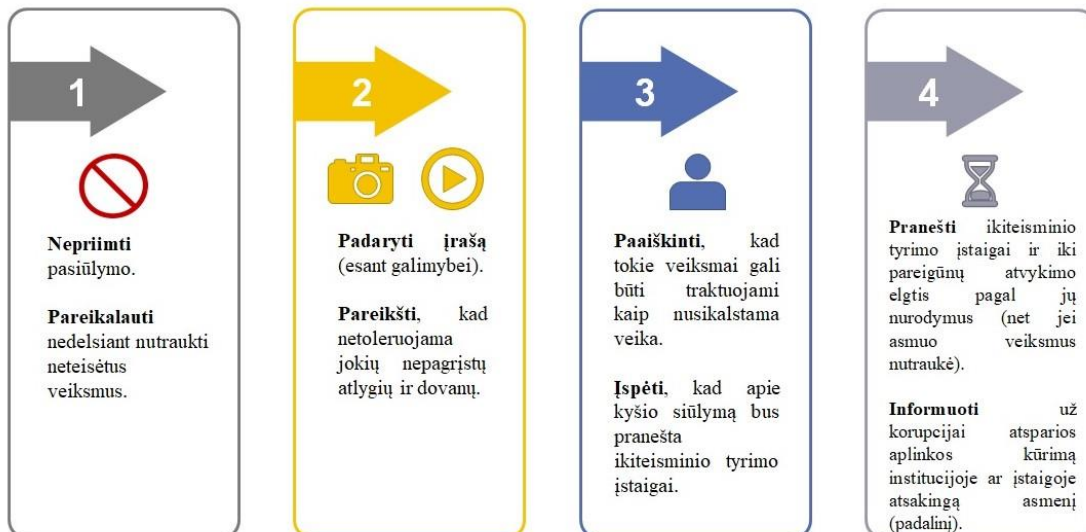 1
Nepriimti
pasiūlymo.
Pareikalauti
nedelsiant nutraukti
neteisėtus
veiksmus.
2
Padaryti įrašą
(esant galimybei).
Pareikšti, kad
netoleruojama
jokių nepagrįstų
atlygių ir dovanų.
3
Paaiškinti, kad
tokie veiksmai gali
būti traktuojami
kaip nusikalstama
veika.
Įspėti, kad apie
kyšio siūlymą bus
pranešta
ikiteisminio tyrimo
įstaigai.
4
Pranešti ikiteisminio
tyrimo įstaigai ir iki
pareigūnų atvykimo
elgtis pagal jų
nurodymus (net jei
asmuo veiksmus
nutraukė).
Informuoti už
korupcijai atsparios
aplinkos kūrimą
institucijoje ar įstaigoje
atsakingą asmenį
(padalinį).